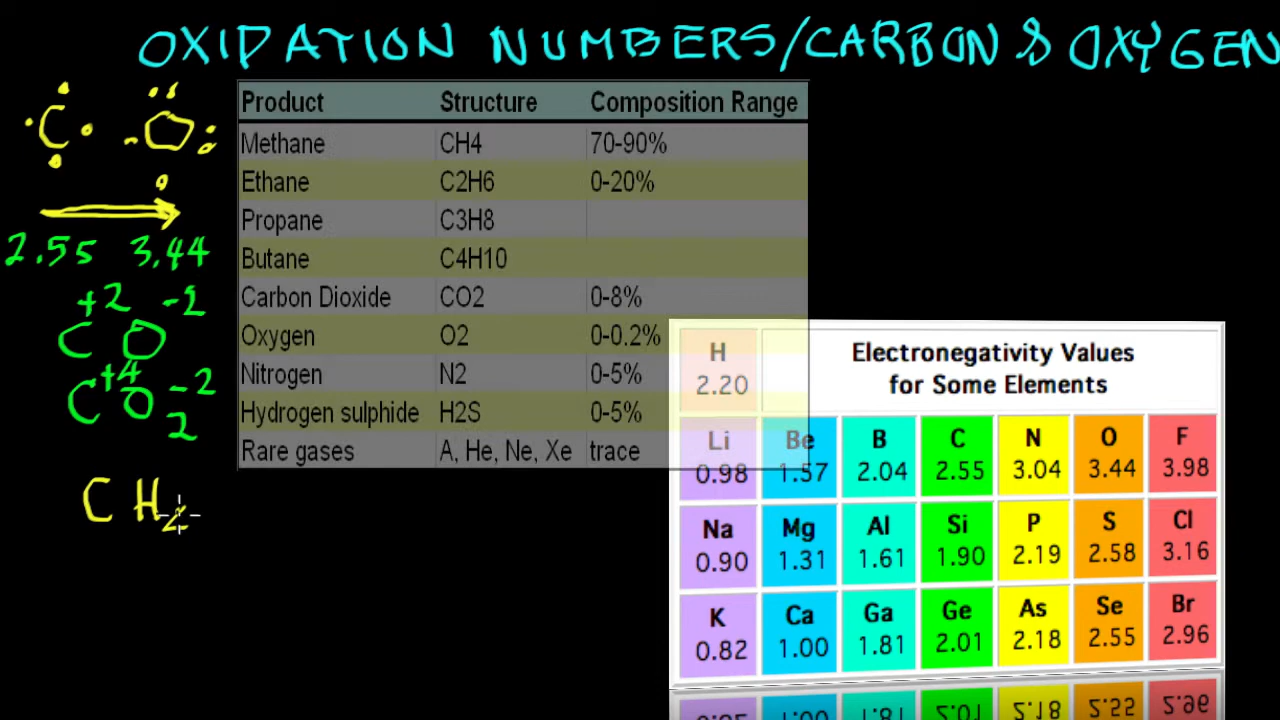 OXIDATION NUMBERS/CARBON & OXYGEN
C O
2.55 3.44
+2 -2
C O
+4 -2
C O2
C H
Product Structure Composition Range
Methane CH4 70-90%
Ethane C2H6 0-20%
Propane C3H8
Butane C4H10
Carbon Dioxide CO2 0-8%
Oxygen O2 0-0.2%
Nitrogen N2 0-5%
Hydrogen sulphide H2S 0-5%
Rare gases A, He, Ne, Xe trace
Electronegativity Values
for Some Elements
H
2.20
Li Be B C N O F
0.98 1.57 2.04 2.55 3.04 3.44 3.98
Na Mg Al Si P S Cl
0.90 1.31 1.61 1.90 2.19 2.58 3.16
K Ca Ga Ge As Se Br
0.82 1.00 1.81 2.01 2.18 2.55 2.96